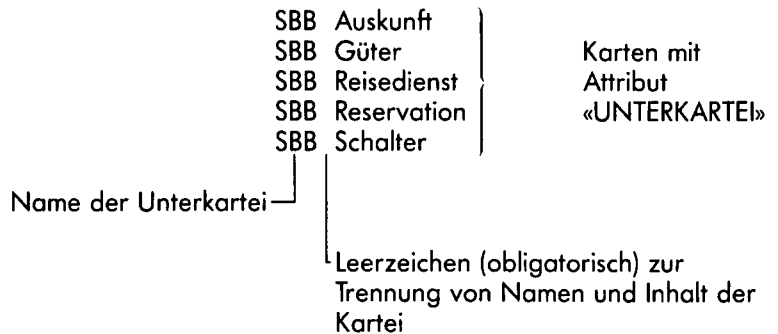 SBB Auskunft
SBB Güter Karten mit
SBB Reisedienst Attribut
SBB Reservation «UNTERKARTEI»
SBB Schalter
Name der Unterkartei
Leerzeichen (obligatorisch) zur
Trennung von Namen und Inhalt der
Kartei